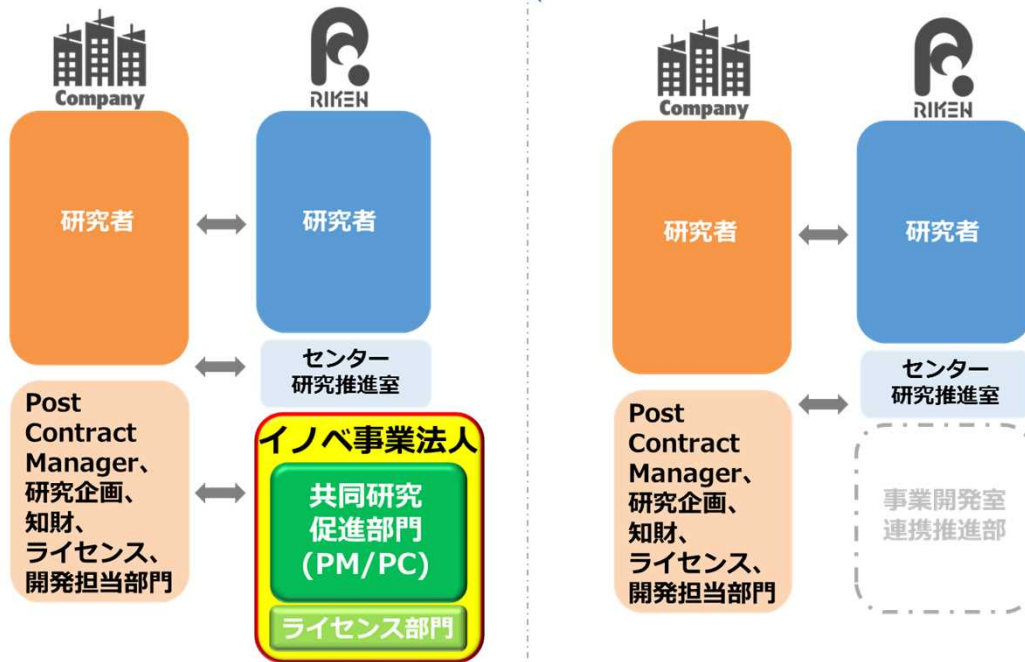 Company
RIKEN
研究者
研究者
センター
研究推進室
Post
Contract
Manager、
研究企画、
知財、
ライセンス、
開発担当部門
イノベ事業法人
共同研究
促進部門
(PM/PC)
ライセンス部門
Company
RIKEN
研究者
研究者
センター
研究推進室
Post
Contract
Manager、
研究企画、
知財、
ライセンス、
開発担当部門
事業開発室
連携推進部